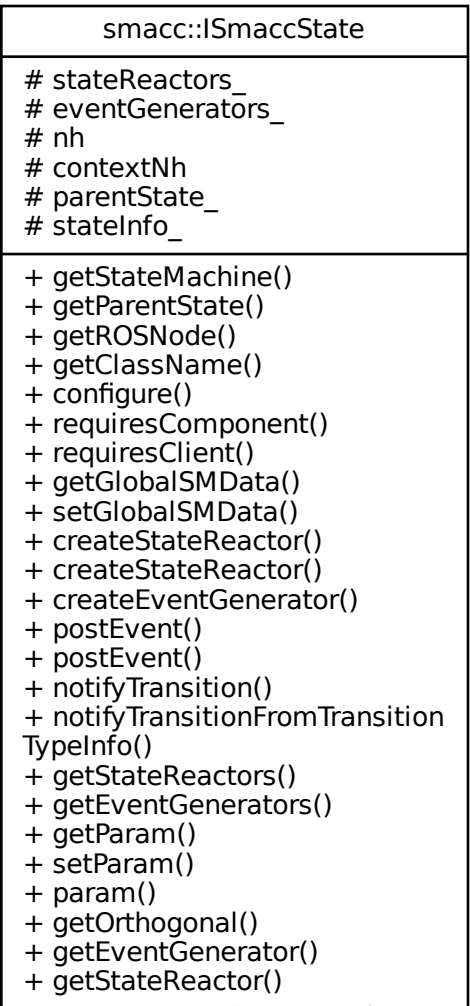 smacc::ISmaccState
# stateReactors_
# eventGenerators_
# nh
# contextNh
# parentState_
# stateInfo_
+ getStateMachine()
+ getParentState()
+ getROSNode()
+ getClassName()
+ configure()
+ requiresComponent()
+ requiresClient()
+ getGlobalSMData()
+ setGlobalSMData()
+ createStateReactor()
+ createStateReactor()
+ createEventGenerator()
+ postEvent()
+ postEvent()
+ notifyTransition()
+ notifyTransitionFromTransition
TypeInfo()
+ getStateReactors()
+ getEventGenerators()
+ getParam()
+ setParam()
+ param()
+ getOrthogonal()
+ getEventGenerator()
+ getStateReactor()